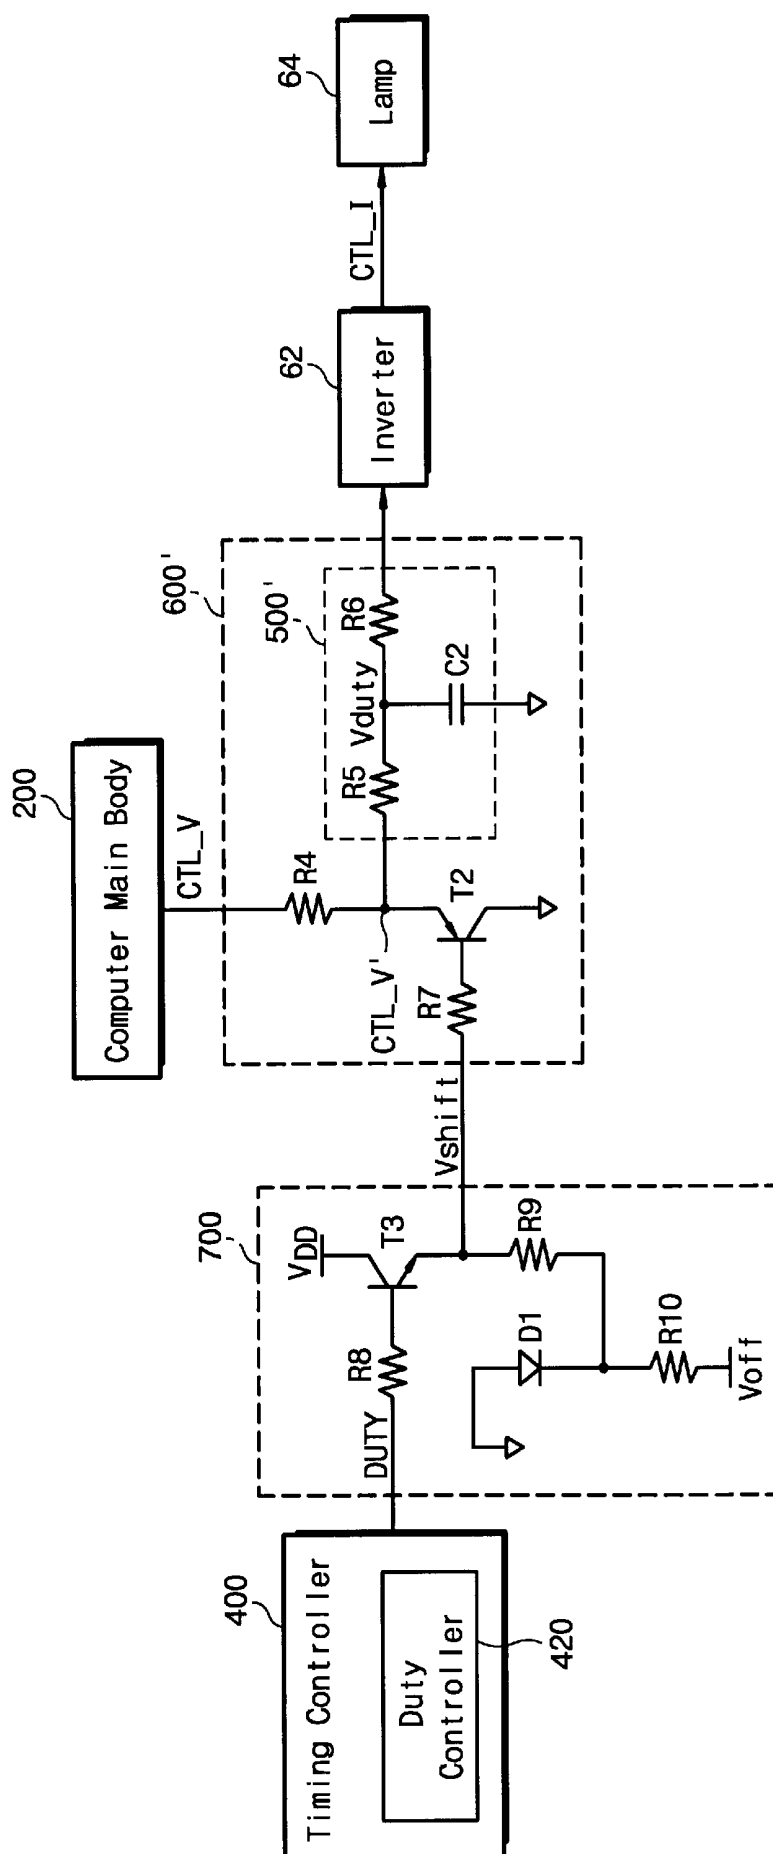 400
Timing Controller
Duty
Controller
420
DUTY
700
VDD
R8
T3
D1
R9
R10
Voff
Vshift
200
Computer Main Body
CTL_V
600'
R4
CTL_V'
R7
T2
500'
R5
Vduty
R6
C2
62
Inverter
CTL_I
64
Lamp